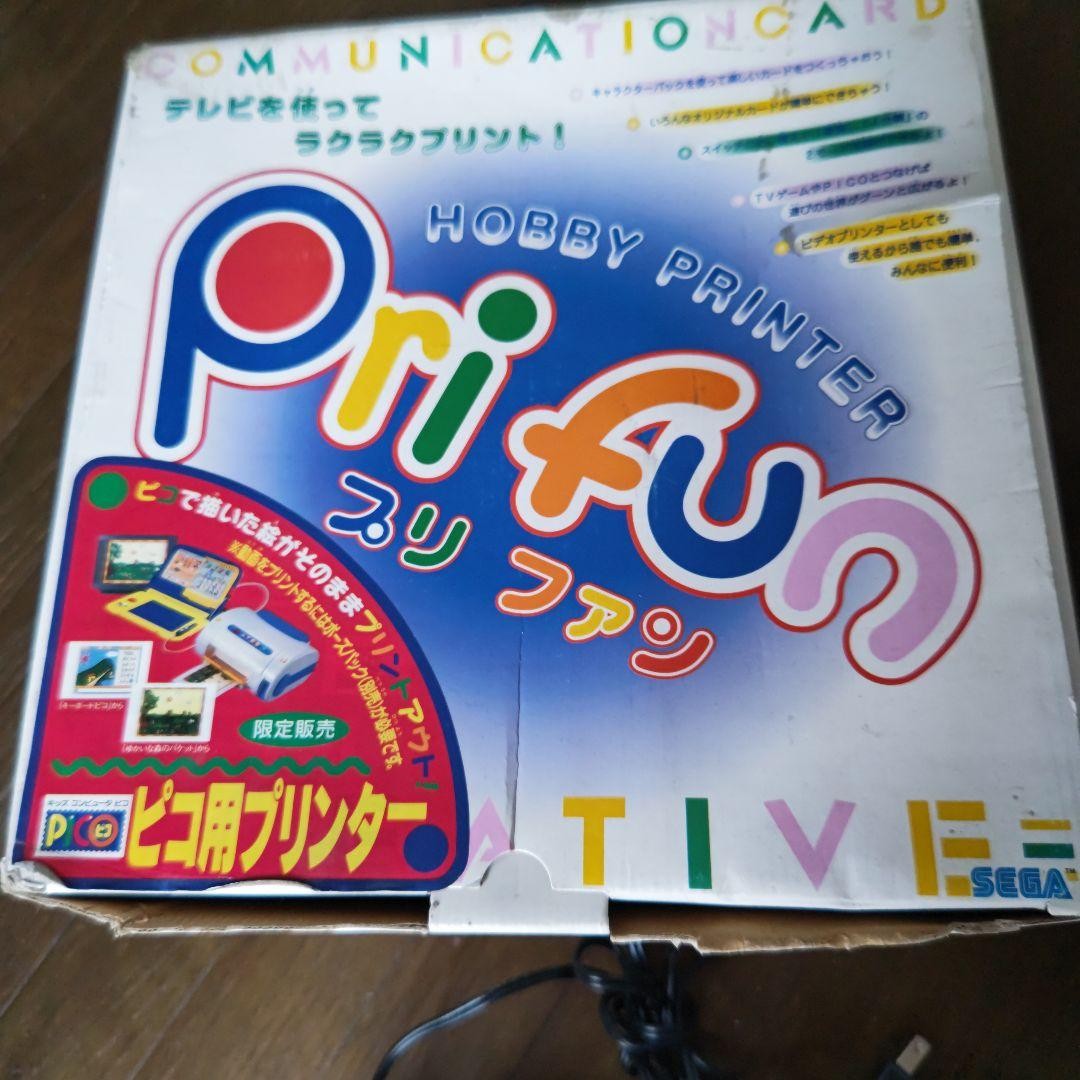 COMMUNICATION CARD
テレビを使って
ラクラクプリント!
キャラクターパックを使って楽しいカードをつくっちゃおう!
いろんなオリジナルカードが簡単にできちゃう!
TVゲームやPICOとつなげば
遊びの世界がグーンと広がるよ!
ビデオプリンターとしても
使えるから誰でも簡単、
みんなに便利!
HOBBY PRINTER
Pri fun
プリ ファン
ピコで描いた絵がそのままプリントアウト!
※動画をプリントするにはポーズパック(別売)が必要です。
「キーボードピコ」から
「ゆかいな森のパケット」から
限定販売
キッズ コンピュータ ピコ
PICO ピコ
ピコ用プリンター
ATIVE
SEGA™